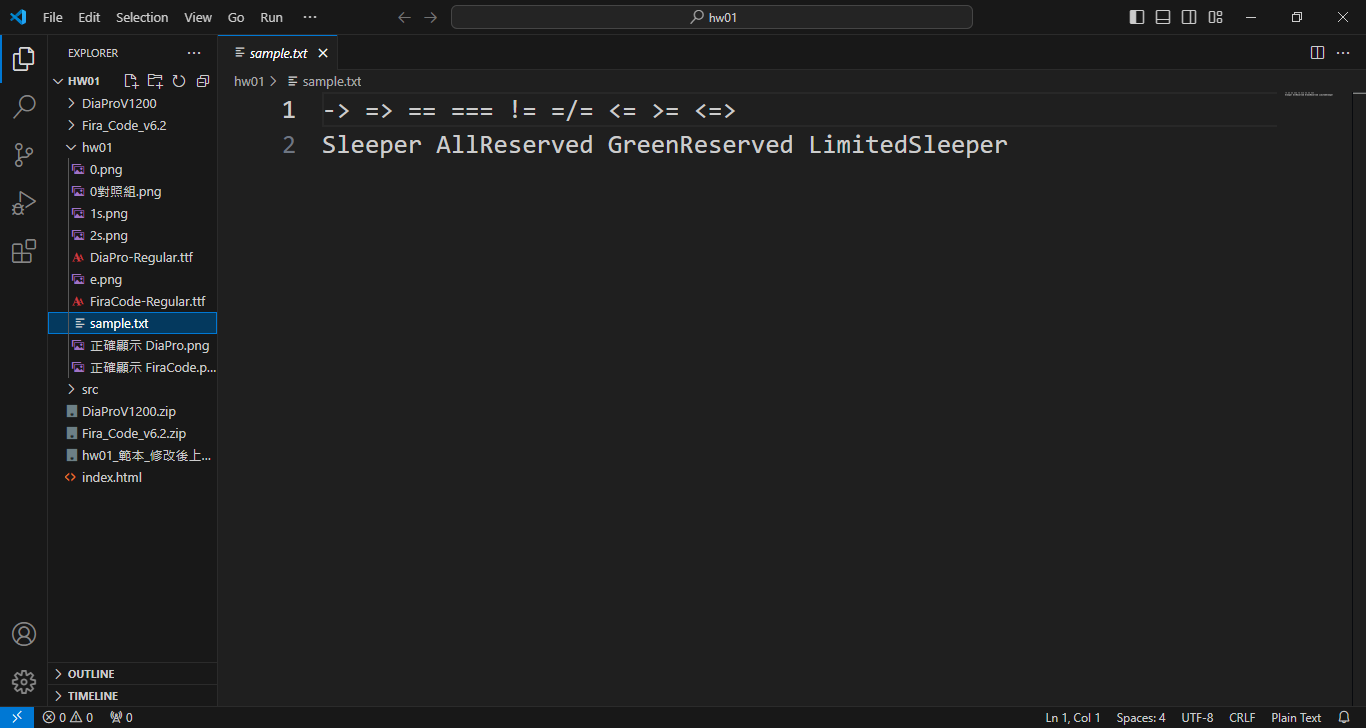 File Edit Selection View Go Run ··· hw01
EXPLORER ···
HW01
DiaProV1200
Fira_Code_v6.2
hw01
0.png
0對照組.png
1s.png
2s.png
DiaPro-Regular.ttf
e.png
FiraCode-Regular.ttf
sample.txt
正確顯示 DiaPro.png
正確顯示 FiraCode.p...
src
DiaProV1200.zip
Fira_Code_v6.2.zip
hw01_範本_修改後上...
index.html
OUTLINE
TIMELINE
sample.txt
hw01 > sample.txt
1 -> => == === != =/= <= >= <=>
2 Sleeper AllReserved GreenReserved LimitedSleeper
0 0 0 Ln 1, Col 1 Spaces: 4 UTF-8 CRLF Plain Text